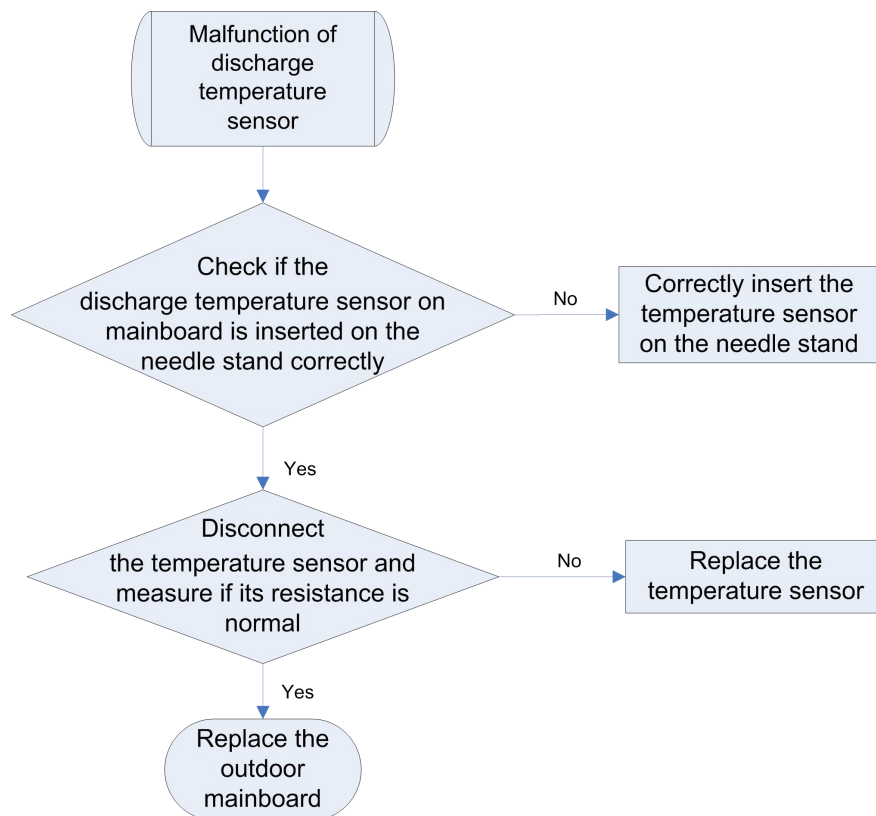 Malfunction of
discharge
temperature
sensor
Check if the
discharge temperature sensor on
mainboard is inserted on the
needle stand correctly
No
Correctly insert the
temperature sensor
on the needle stand
Yes
Disconnect
the temperature sensor and
measure if its resistance is
normal
No
Replace the
temperature sensor
Yes
Replace the
outdoor
mainboard